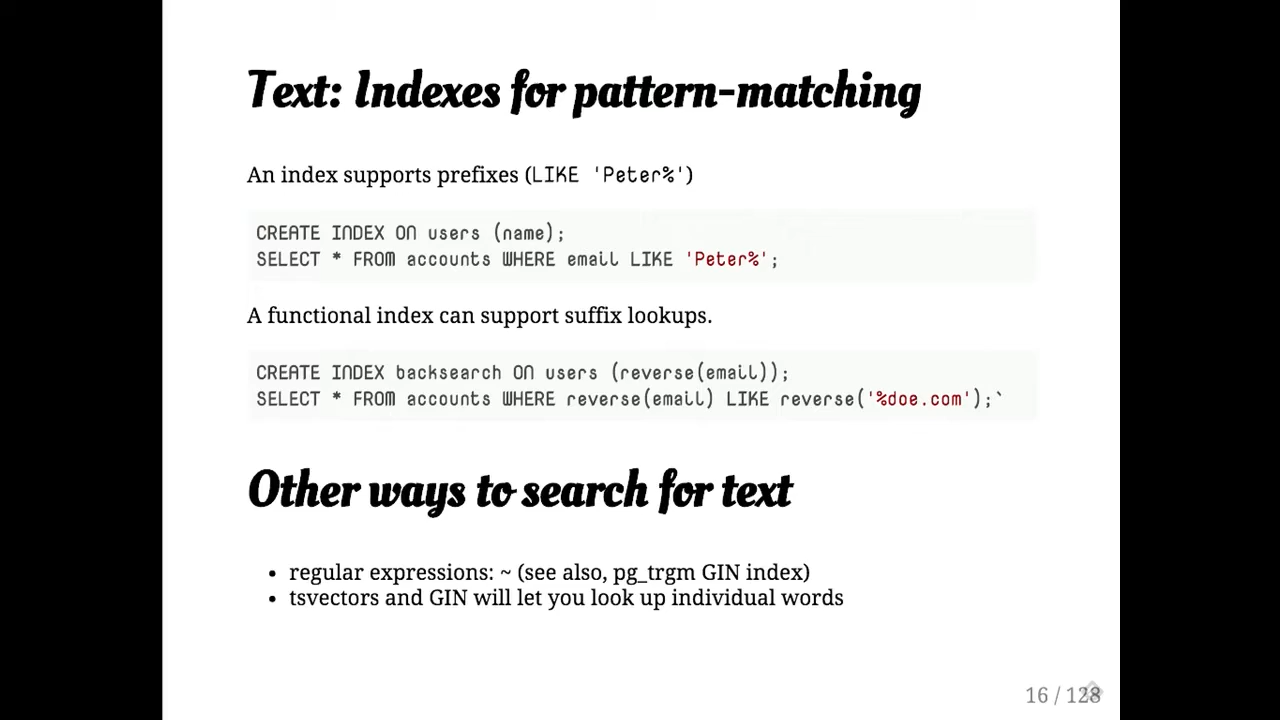 Text: Indexes for pattern-matching
An index supports prefixes (LIKE 'Peter%')
CREATE INDEX ON users (name);
SELECT * FROM accounts WHERE email LIKE 'Peter%';
A functional index can support suffix lookups.
CREATE INDEX backsearch ON users (reverse(email));
SELECT * FROM accounts WHERE reverse(email) LIKE reverse('%doe.com');`
Other ways to search for text
• regular expressions: ~ (see also, pg_trgm GIN index)
• tsvectors and GIN will let you look up individual words
16 / 128